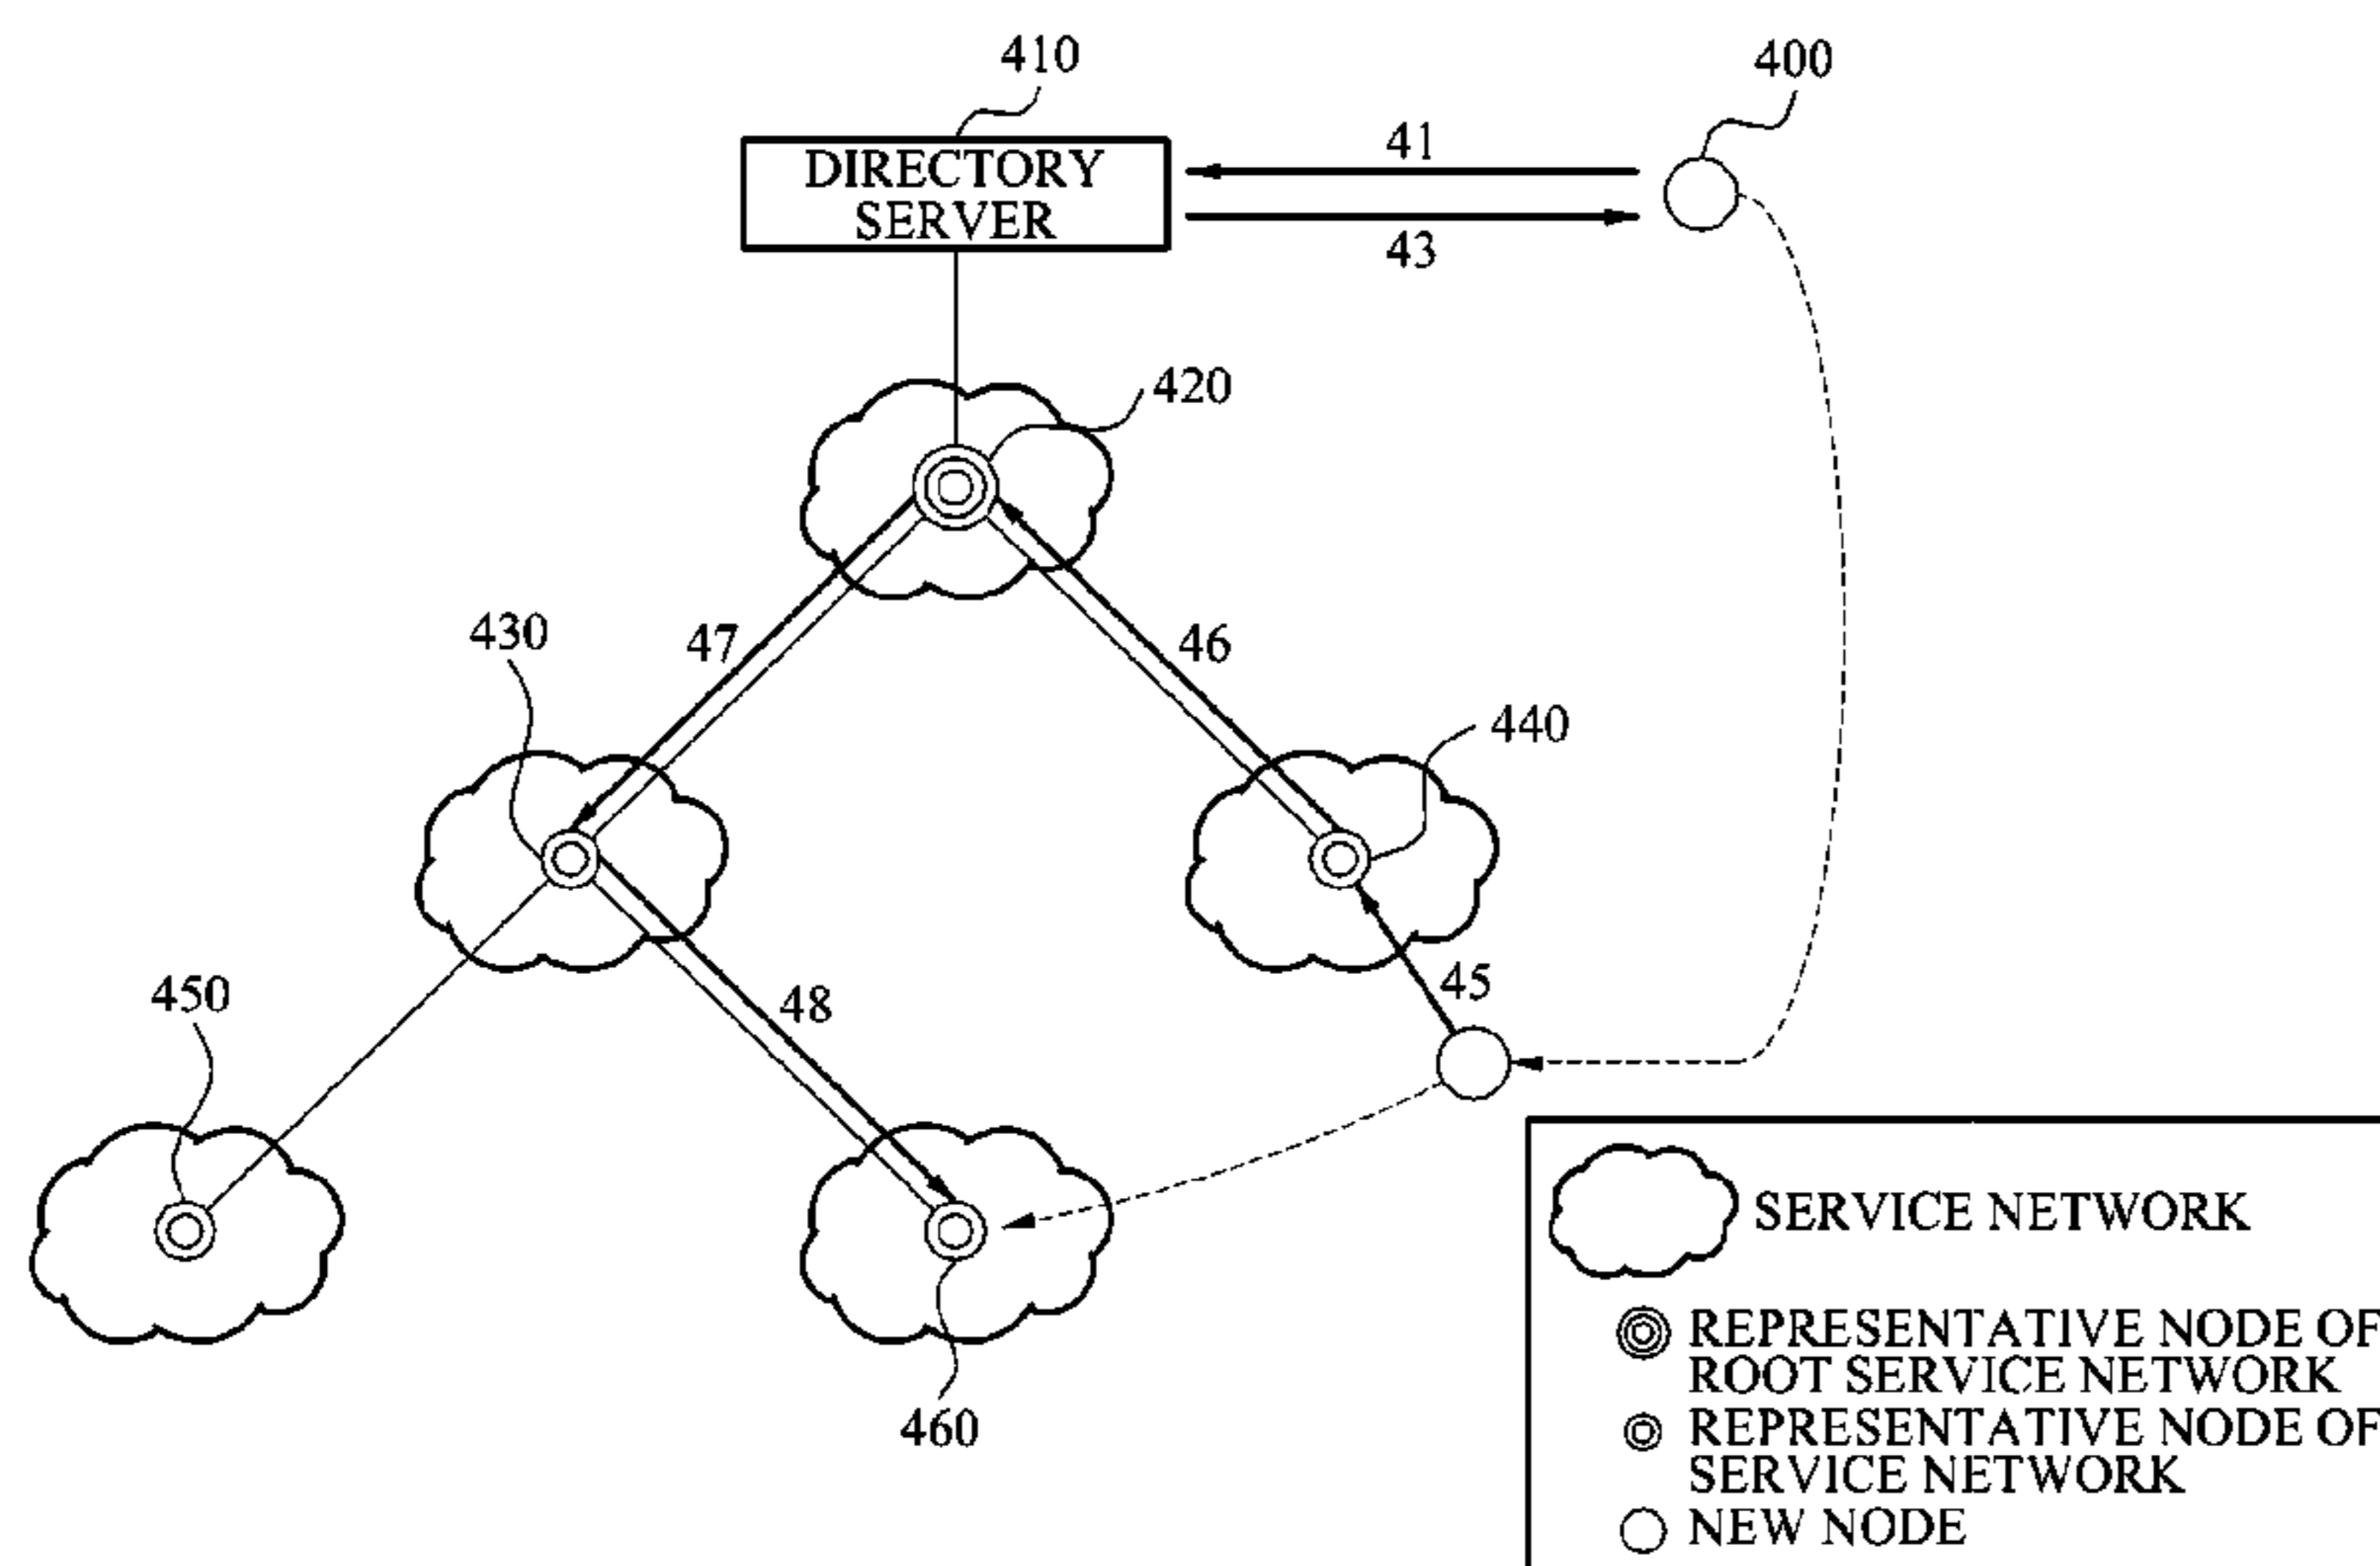 410
400
DIRECTORY
SERVER
41
43
420
430
47
46
440
450
48
45
460
SERVICE NETWORK
REPRESENTATIVE NODE OF
ROOT SERVICE NETWORK
REPRESENTATIVE NODE OF
SERVICE NETWORK
NEW NODE